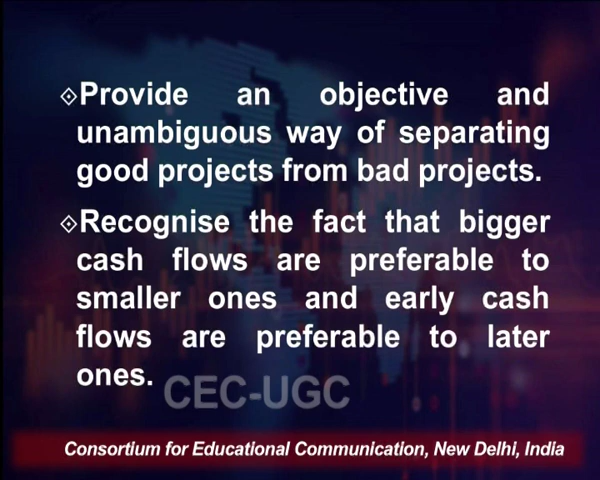 Provide an objective and
unambiguous way of separating
good projects from bad projects.
Recognise the fact that bigger
cash flows are preferable to
smaller ones and early cash
flows are preferable to later
ones.
CEC-UGC
Consortium for Educational Communication, New Delhi, India